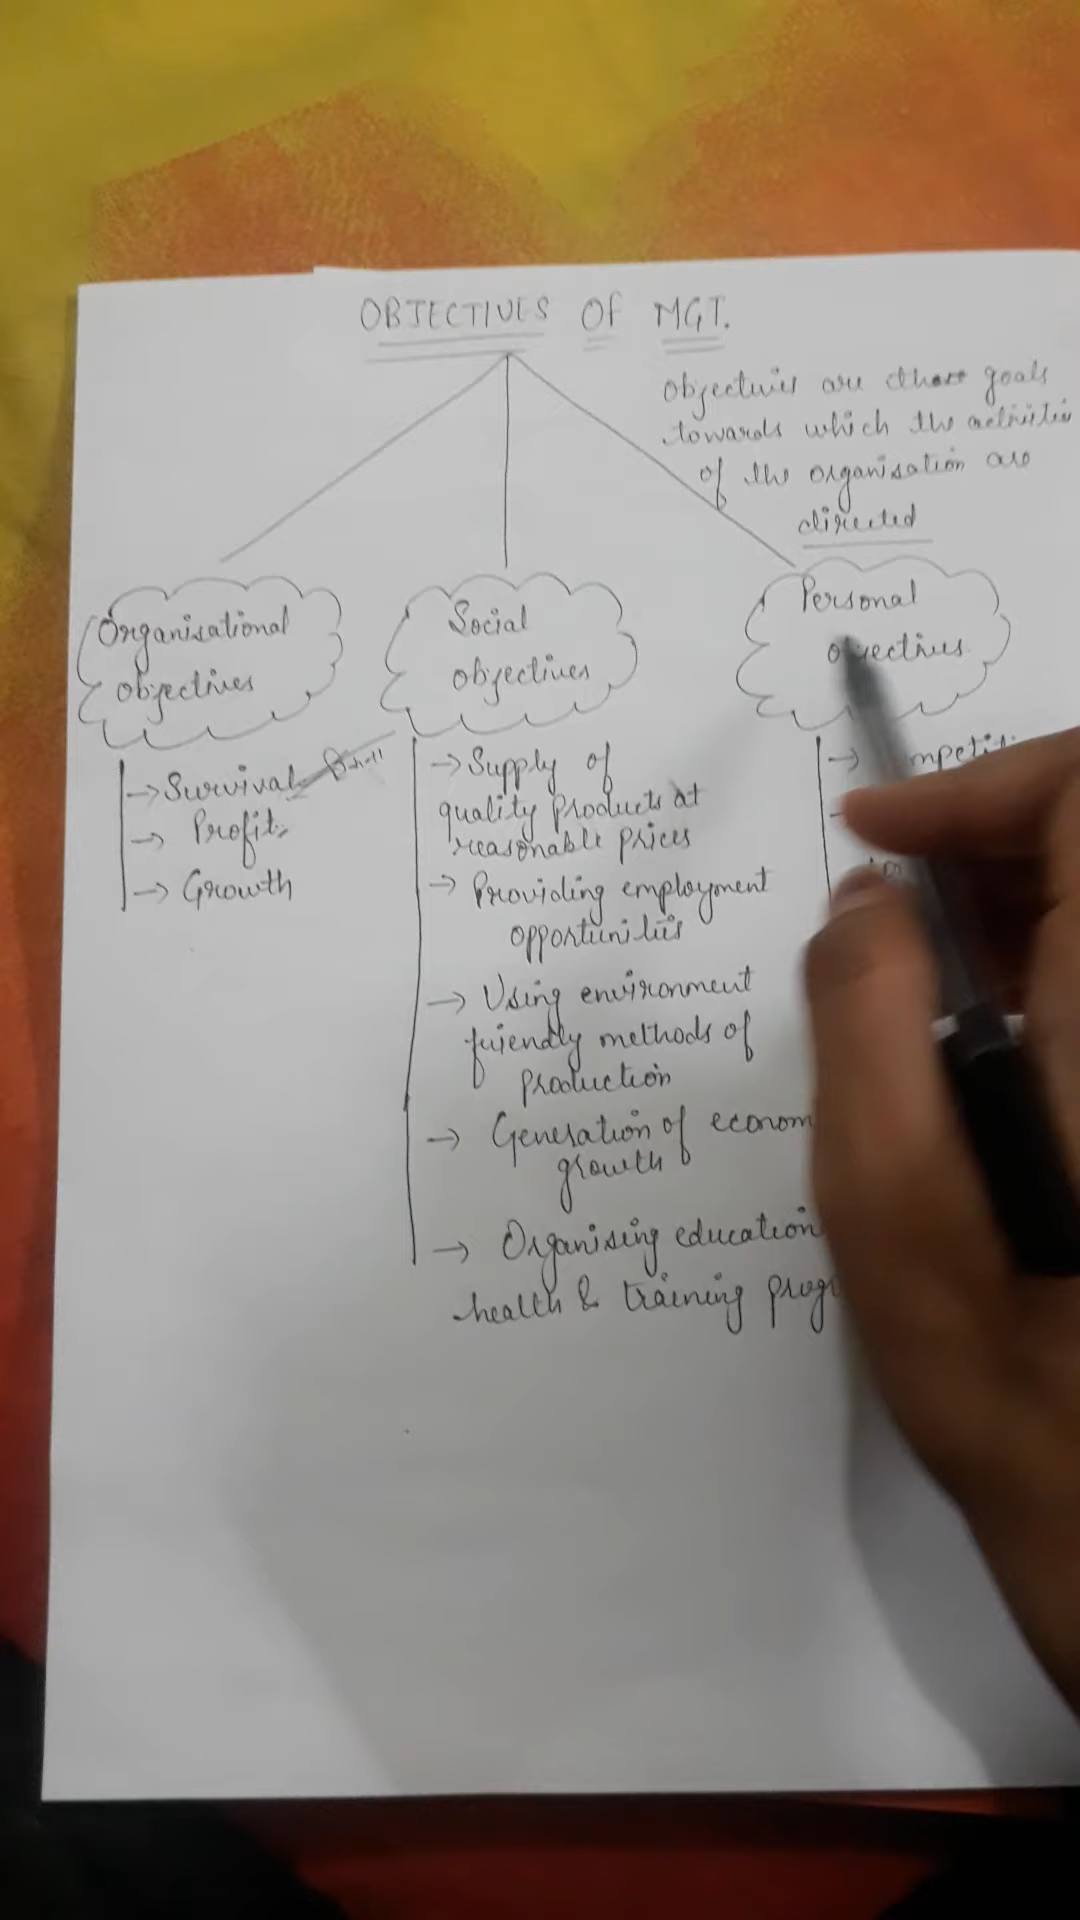 OBJECTIVES OF MGT.
Objectives are those goals
towards which the activities
of the organisation are
directed
Organisational
objectives
→ Survival
→ Profit
→ Growth
Social
objectives
→ Supply of
quality products at
reasonable prices
→ Providing employment
opportunities
→ Using environment
friendly methods of
production
→ Generation of econom
growth
→ Organising education
health & training progr
Personal
objectives